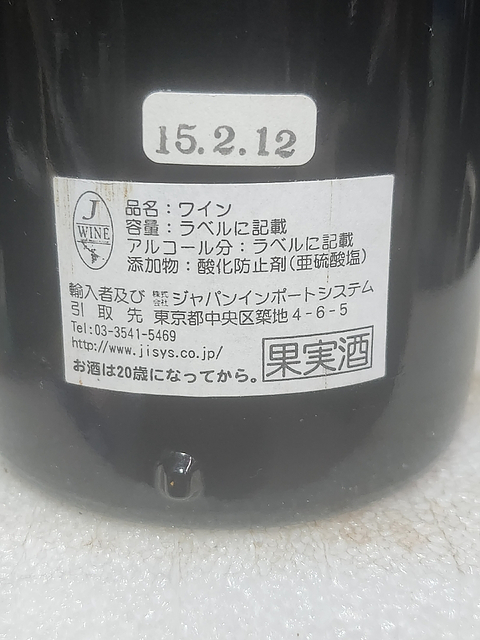 15.2.12
J
WINE
品名：ワイン
容量：ラベルに記載
アルコール分：ラベルに記載
添加物：酸化防止剤(亜硫酸塩)
輸入者及び 株式会社 ジャパンインポートシステム
引取先 東京都中央区築地4-6-5
Tel:03-3541-5469
http://www.jisys.co.jp/
お酒は20歳になってから。
果実酒